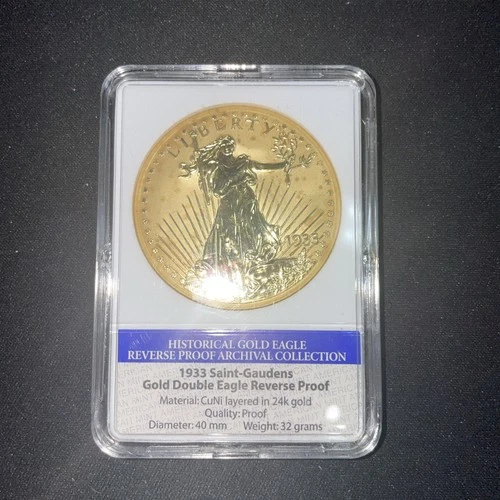 LIBERTY
1933
HISTORICAL GOLD EAGLE
REVERSE PROOF ARCHIVAL COLLECTION
1933 Saint-Gaudens
Gold Double Eagle Reverse Proof
Material: CuNi layered in 24k gold
Quality: Proof
Diameter: 40 mm Weight: 32 grams